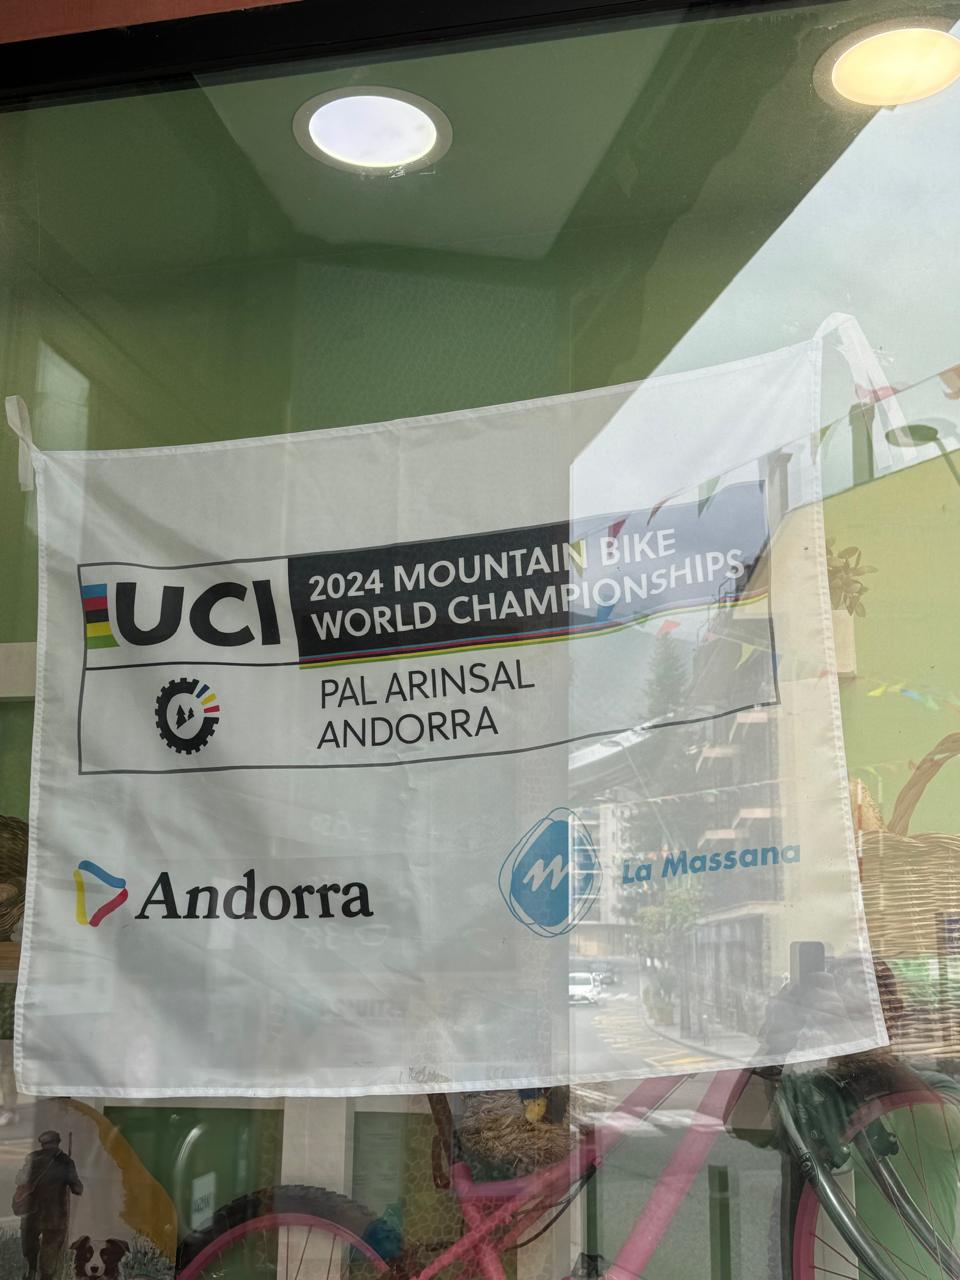 UCI
2024 MOUNTAIN BIKE
WORLD CHAMPIONSHIPS
PAL ARINSAL
ANDORRA
Andorra
La Massana